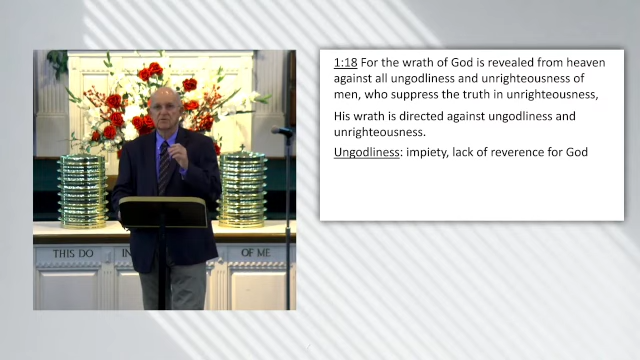 1:18 For the wrath of God is revealed from heaven
against all ungodliness and unrighteousness of
men, who suppress the truth in unrighteousness,
His wrath is directed against ungodliness and
unrighteousness.
Ungodliness: impiety, lack of reverence for God
THIS DO IN OF ME